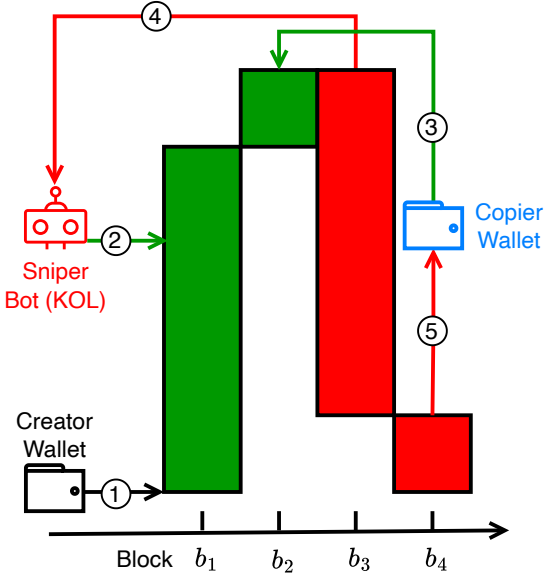 ④
③
②
Copier
Wallet
Sniper
Bot (KOL)
⑤
Creator
Wallet
①
Block b₁ b₂ b₃ b₄